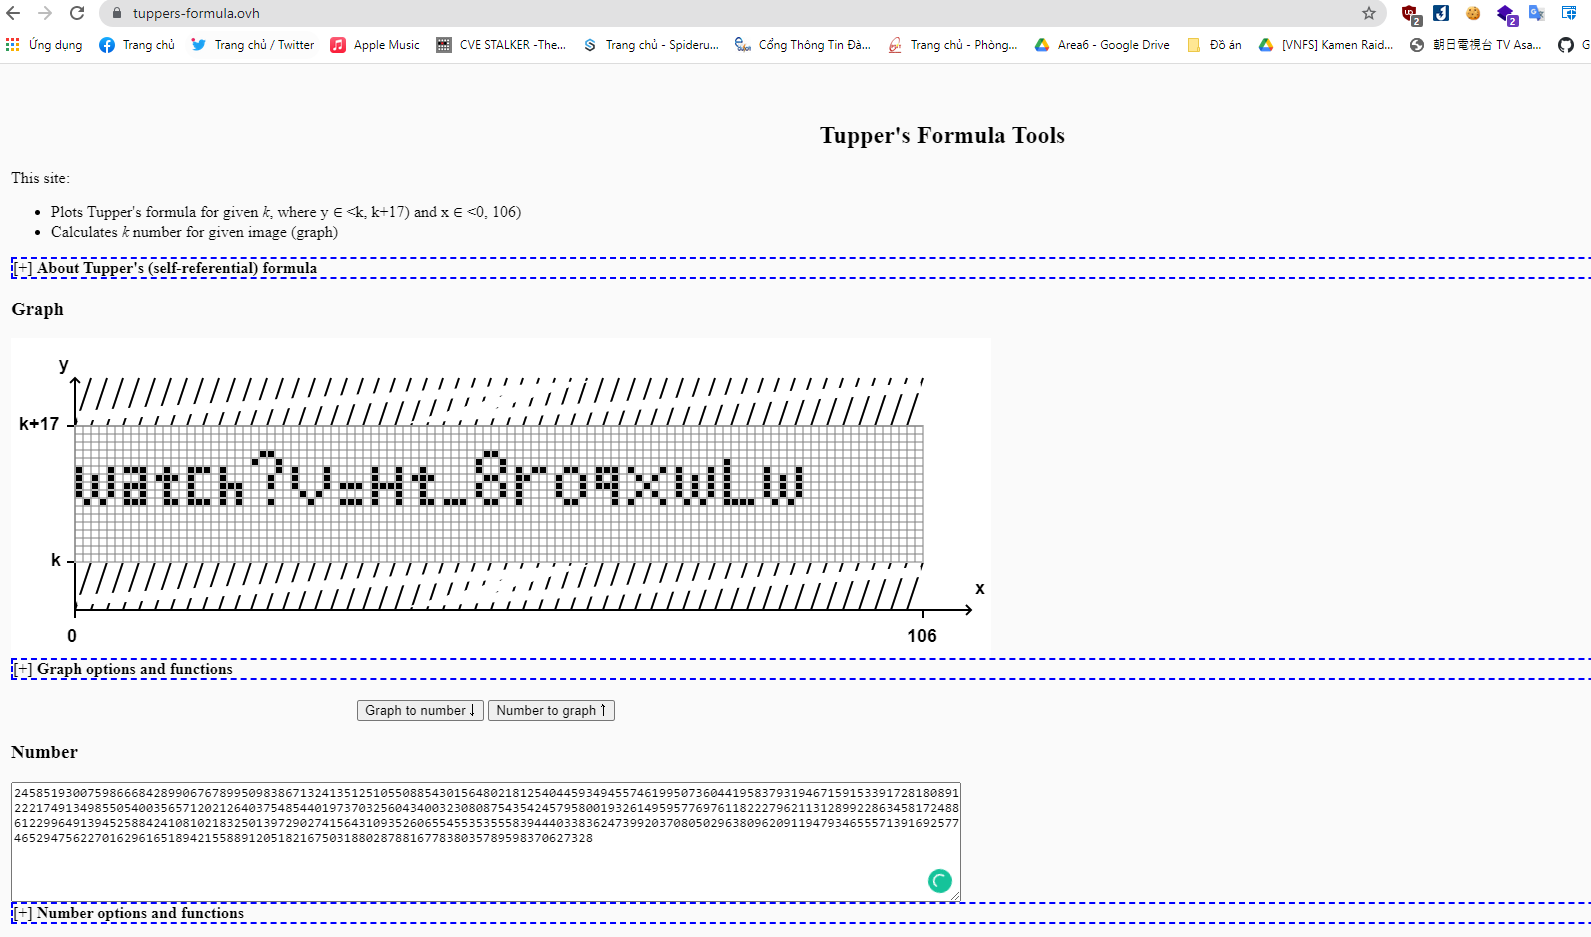 tuppers-formula.ovh
Ứng dụng Trang chủ Trang chủ / Twitter Apple Music CVE STALKER -The... Trang chủ - Spideru... Cổng Thông Tin Đà... Trang chủ - Phòng... Area6 - Google Drive Đồ án [VNFS] Kamen Raid... 朝日電視台 TV Asa... G
Tupper's Formula Tools
This site:
Plots Tupper's formula for given k, where y ∈ <k, k+17) and x ∈ <0, 106)
Calculates k number for given image (graph)
[+] About Tupper's (self-referential) formula
Graph
y
k+17
watch?v=Ht_8roqxwLw
k
x
0 106
[+] Graph options and functions
Graph to number ↓ Number to graph ↑
Number
2458519300759866684289906767899509838671324135125105508854301564802181254044593494557461995073604419583793194671591533917281808 91
[+] Number options and functions